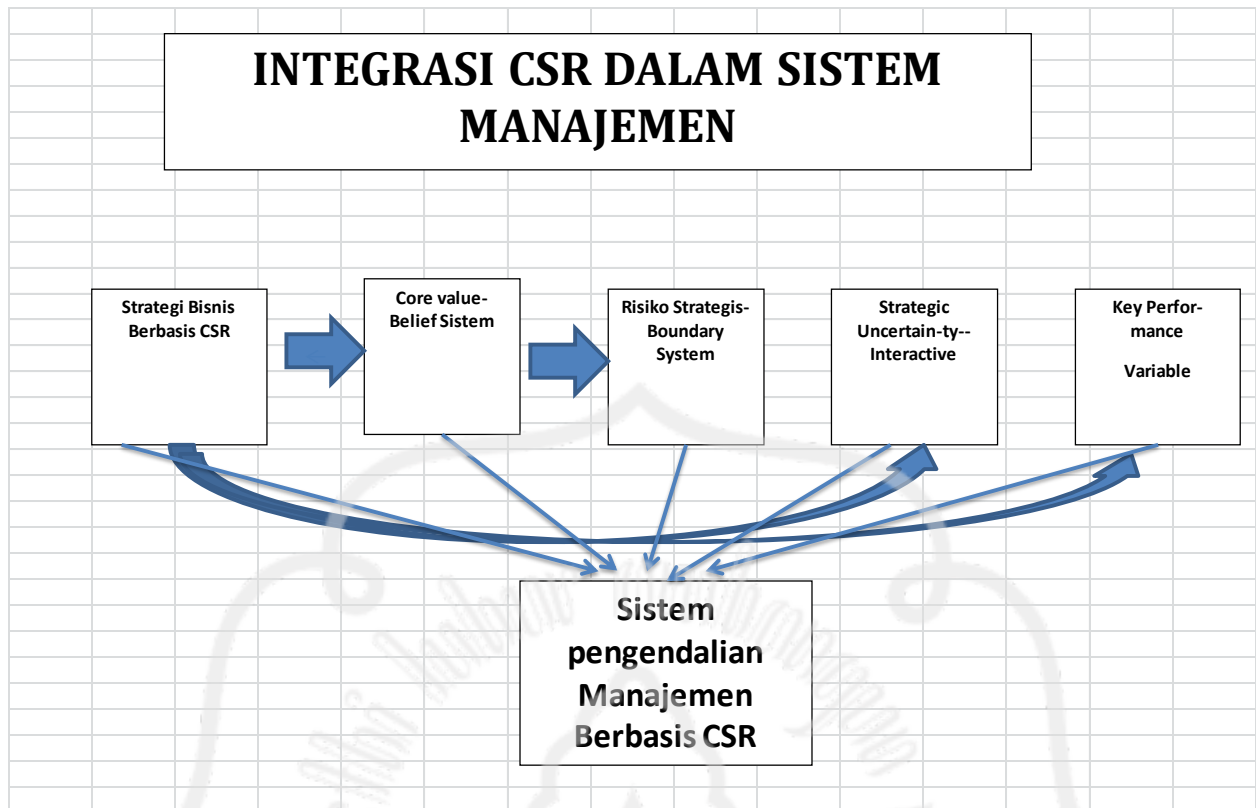 INTEGRASI CSR DALAM SISTEM
MANAJEMEN
Strategi Bisnis
Berbasis CSR
Core value-
Belief Sistem
Risiko Strategis-
Boundary
System
Strategic
Uncertain-ty--
Interactive
Key Perfor-
mance
Variable
Sistem
pengendalian
Manajemen
Berbasis CSR